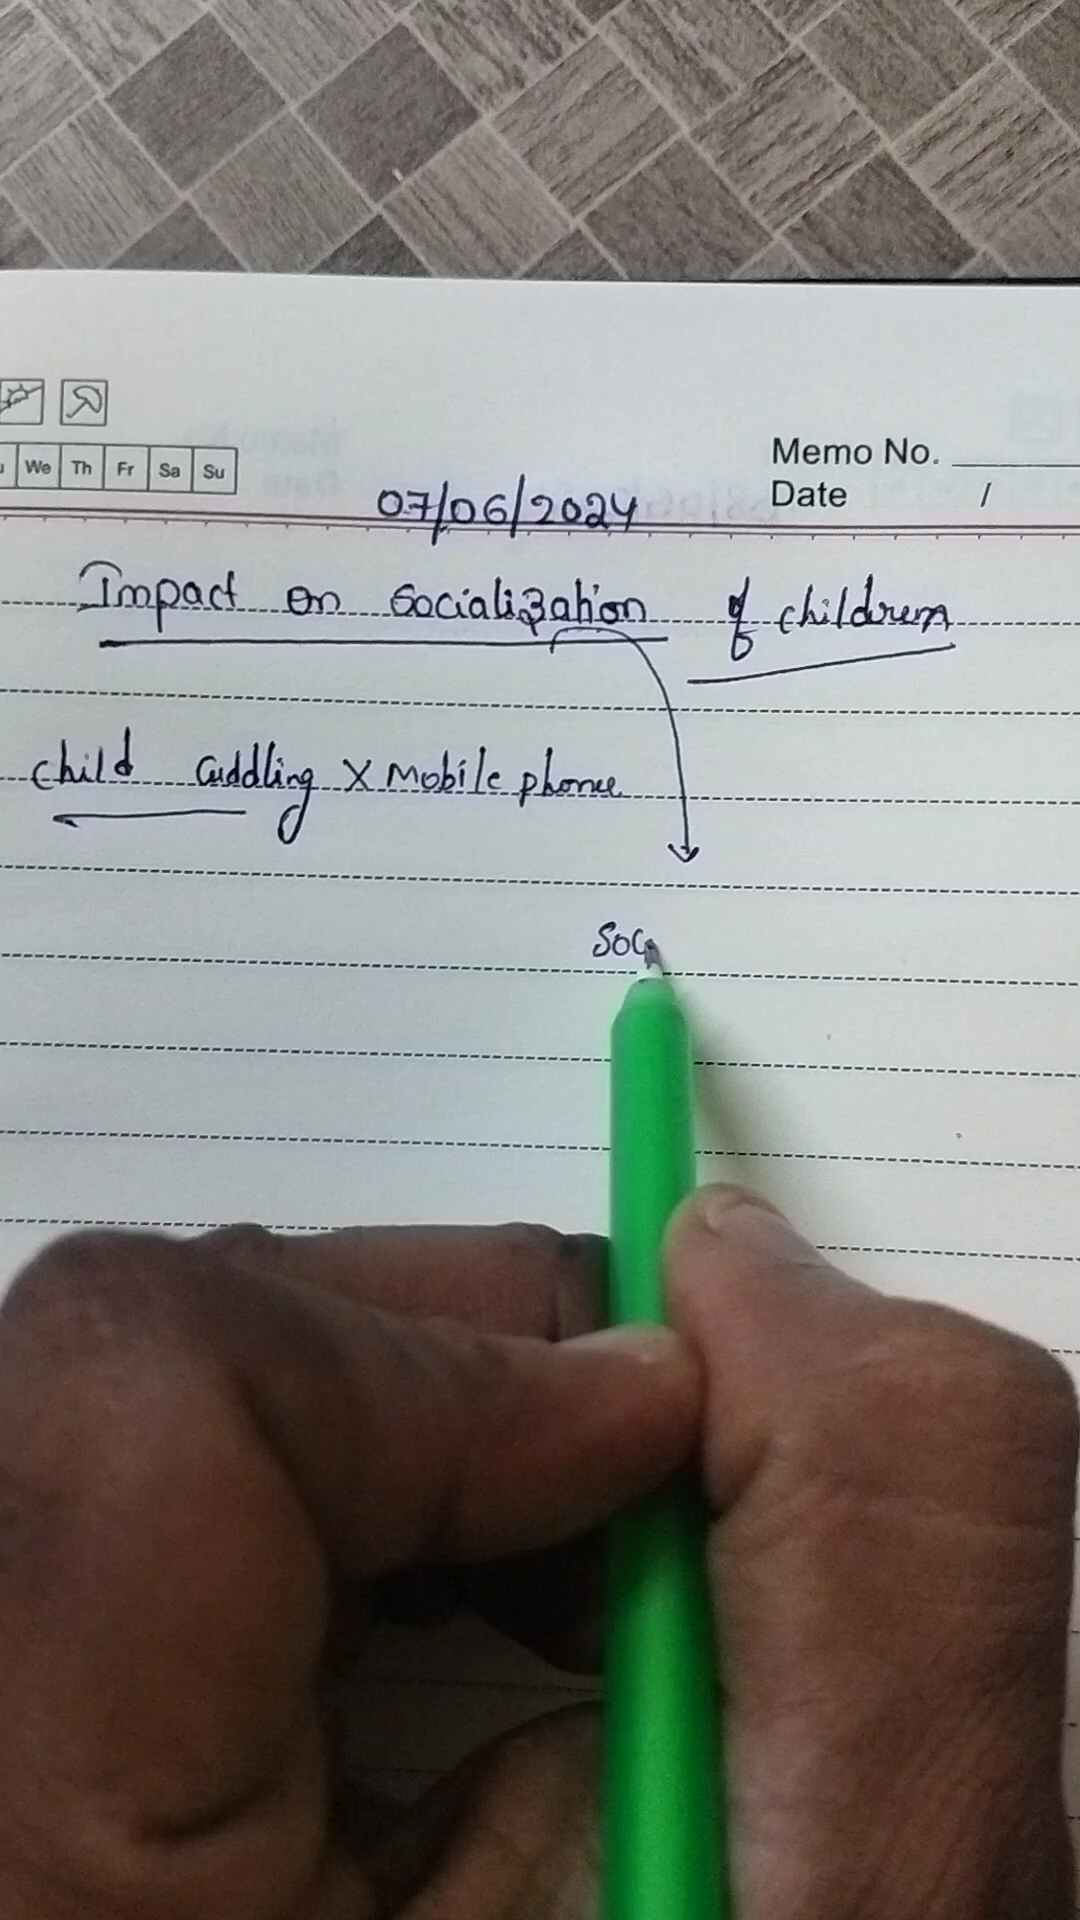 We Th Fr Sa Su
Memo No.
Date /
07/06/2024
Impact on Socialization of children
child cuddling X Mobile phone
Soc